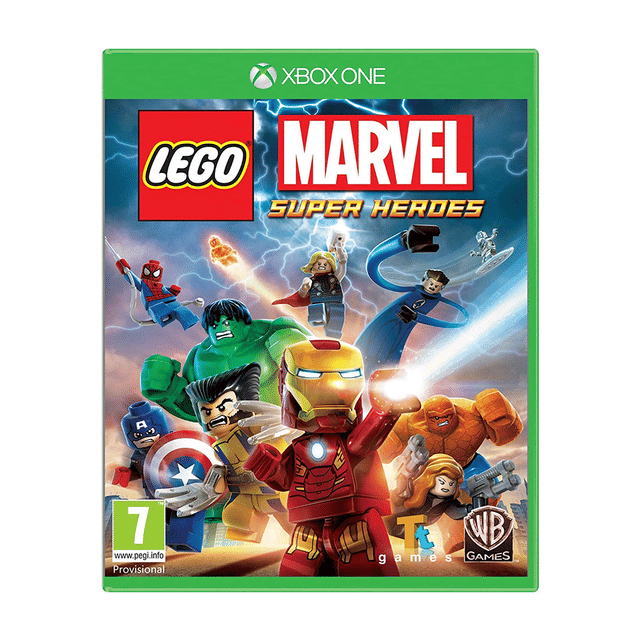 XBOX ONE
LEGO
MARVEL
SUPER HEROES
7
www.pegi.info
Provisional
Tt
games
WB
GAMES